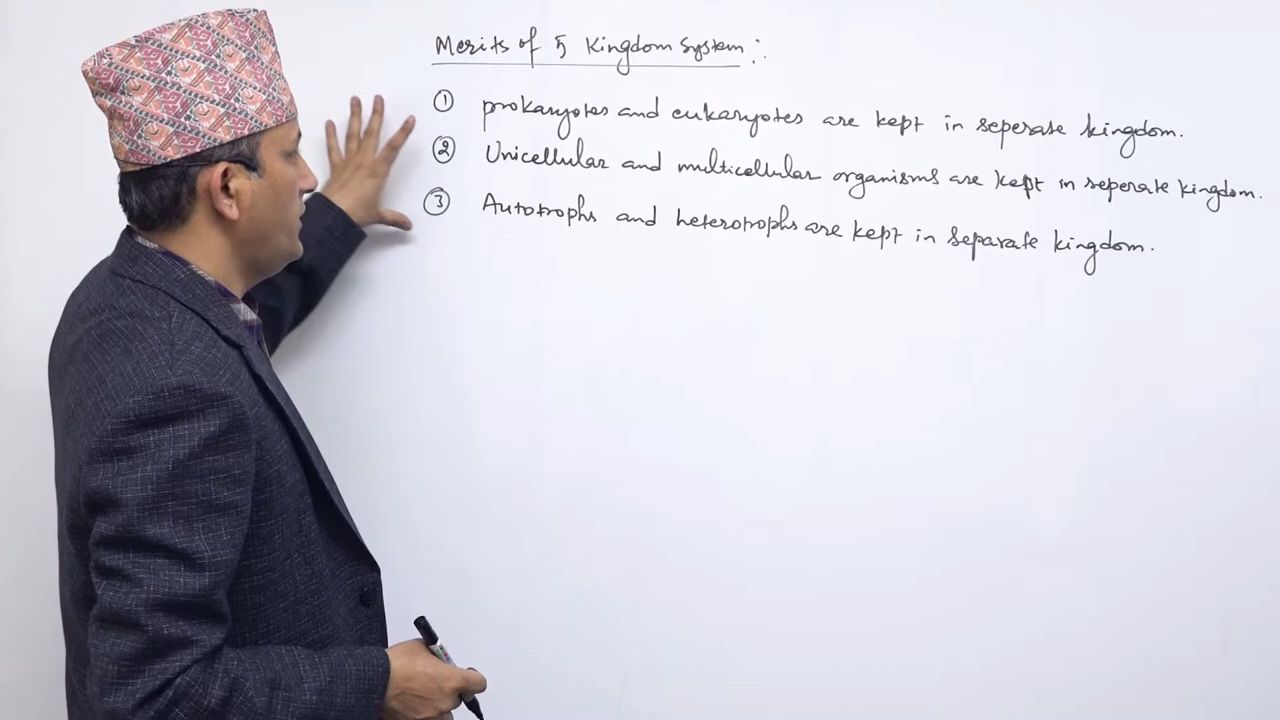 Merits of 5 Kingdom System :
① prokaryotes and eukaryotes are kept in seperate kingdom.
② Unicellular and multicellular organisms are kept in seperate kingdom.
③ Autotrophs and heterotrophs are kept in separate kingdom.